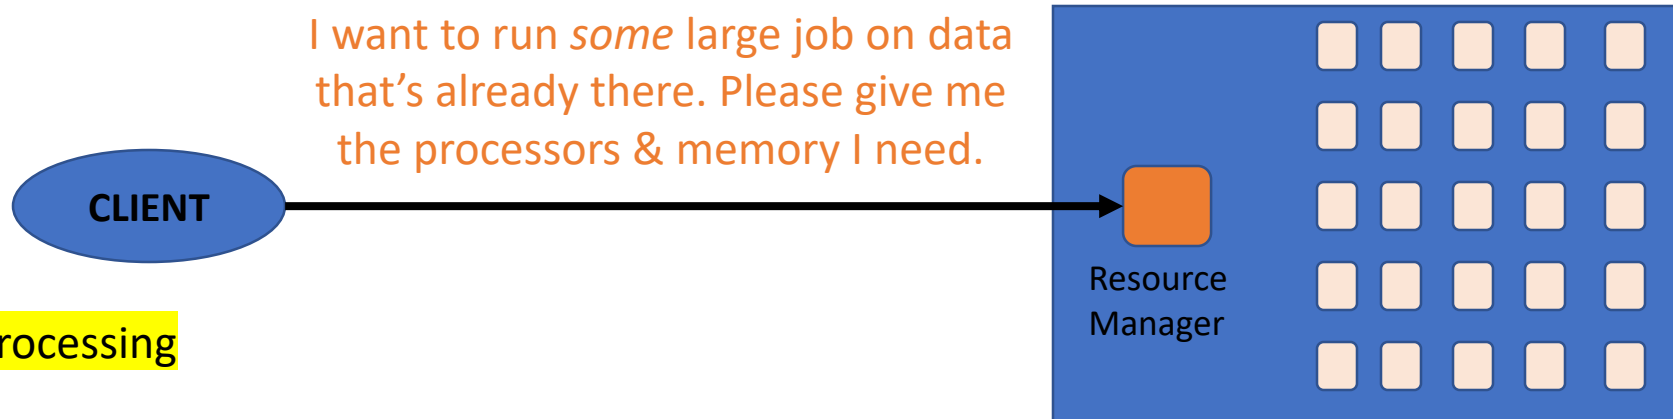 I want to run some large job on data
that’s already there. Please give me
the processors & memory I need.
CLIENT
Resource
Manager
rocessing